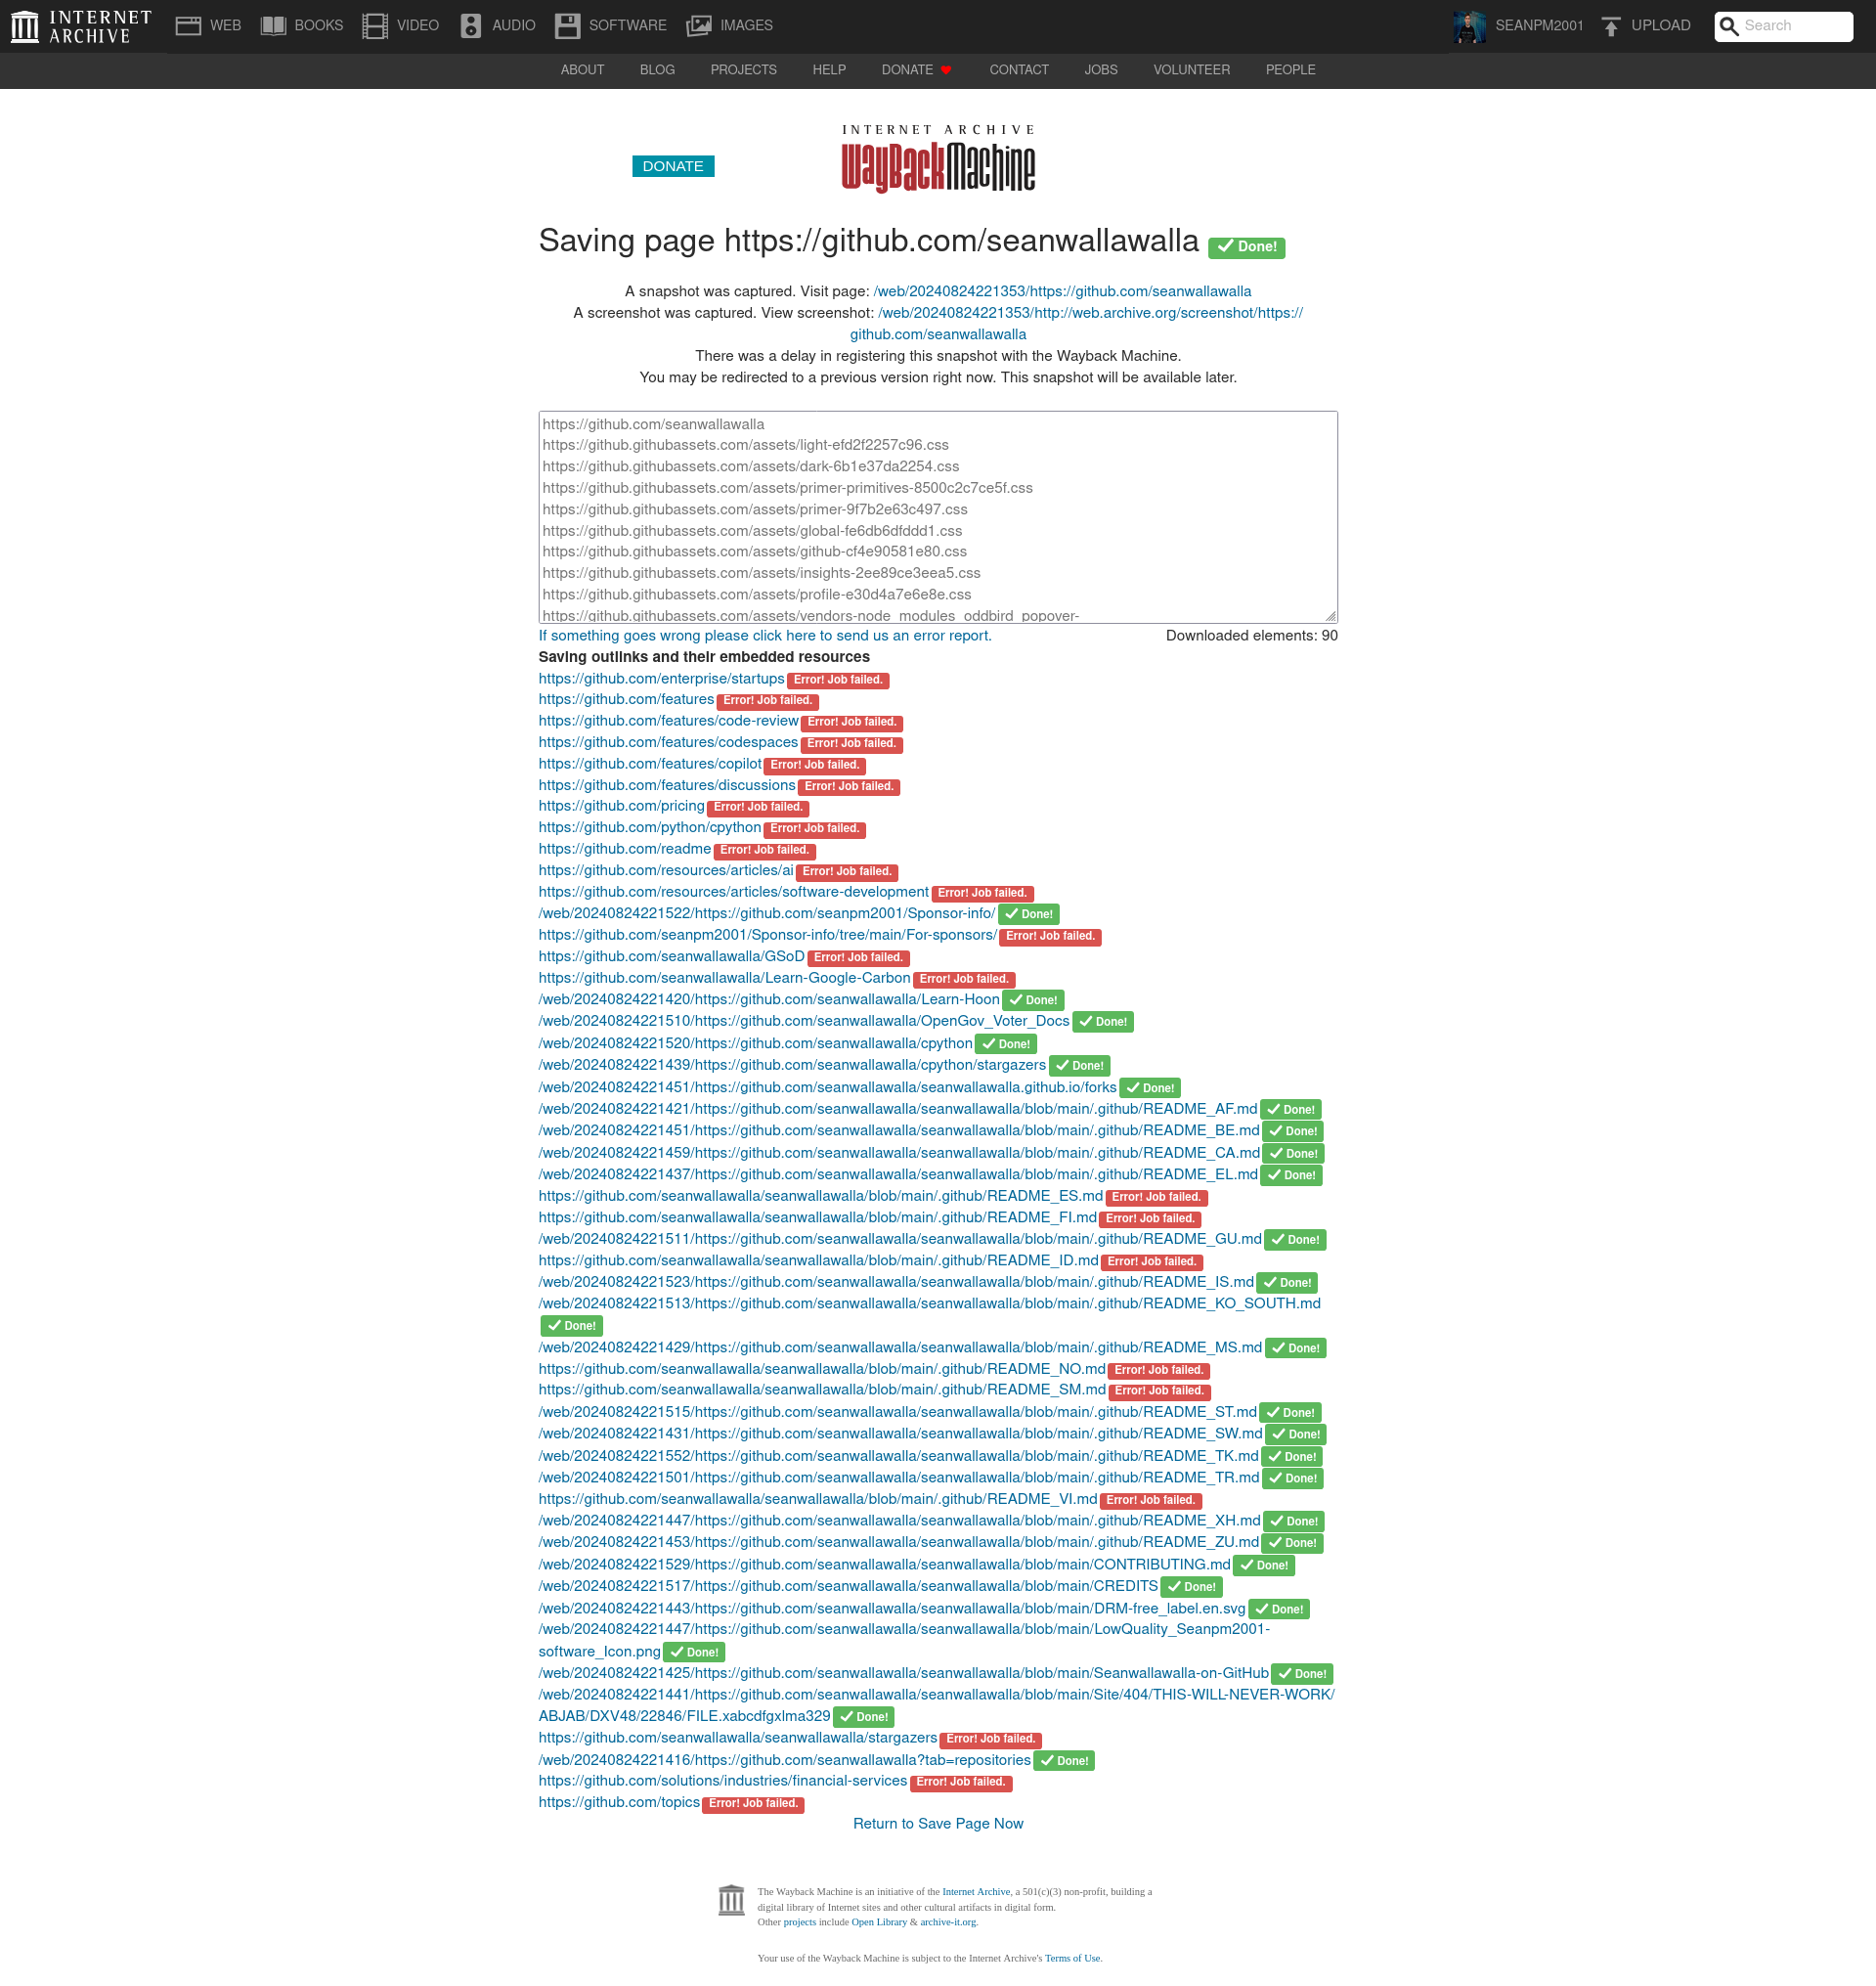 INTERNET
ARCHIVE
WEB
BOOKS
VIDEO
AUDIO
SOFTWARE
IMAGES
SEANPM2001
UPLOAD
Search
ABOUT
BLOG
PROJECTS
HELP
DONATE
CONTACT
JOBS
VOLUNTEER
PEOPLE
DONATE
INTERNET ARCHIVE
WayBackMachine
Saving page https://github.com/seanwallawalla Done!
A snapshot was captured. Visit page: /web/20240824221353/https://github.com/seanwallawalla
A screenshot was captured. View screenshot: /web/20240824221353/http://web.archive.org/screenshot/https://
github.com/seanwallawalla
There was a delay in registering this snapshot with the Wayback Machine.
You may be redirected to a previous version right now. This snapshot will be available later.
https://github.com/seanwallawalla
https://github.githubassets.com/assets/light-efd2f2257c96.css
https://github.githubassets.com/assets/dark-6b1e37da2254.css
https://github.githubassets.com/assets/primer-primitives-8500c2c7ce5f.css
https://github.githubassets.com/assets/primer-9f7b2e63c497.css
https://github.githubassets.com/assets/global-fe6db6dfddd1.css
https://github.githubassets.com/assets/github-cf4e90581e80.css
https://github.githubassets.com/assets/insights-2ee89ce3eea5.css
https://github.githubassets.com/assets/profile-e30d4a7e6e8e.css
https://github.githubassets.com/assets/vendors-node_modules_oddbird_popover-
If something goes wrong please click here to send us an error report. Downloaded elements: 90
Saving outlinks and their embedded resources
https://github.com/enterprise/startups Error! Job failed.
https://github.com/features Error! Job failed.
https://github.com/features/code-review Error! Job failed.
https://github.com/features/codespaces Error! Job failed.
https://github.com/features/copilot Error! Job failed.
https://github.com/features/discussions Error! Job failed.
https://github.com/pricing Error! Job failed.
https://github.com/python/cpython Error! Job failed.
https://github.com/readme Error! Job failed.
https://github.com/resources/articles/ai Error! Job failed.
https://github.com/resources/articles/software-development Error! Job failed.
/web/20240824221522/https://github.com/seanpm2001/Sponsor-info/ Done!
https://github.com/seanpm2001/Sponsor-info/tree/main/For-sponsors/ Error! Job failed.
https://github.com/seanwallawalla/GSoD Error! Job failed.
https://github.com/seanwallawalla/Learn-Google-Carbon Error! Job failed.
/web/20240824221420/https://github.com/seanwallawalla/Learn-Hoon Done!
/web/20240824221510/https://github.com/seanwallawalla/OpenGov_Voter_Docs Done!
/web/20240824221520/https://github.com/seanwallawalla/cpython Done!
/web/20240824221439/https://github.com/seanwallawalla/cpython/stargazers Done!
/web/20240824221451/https://github.com/seanwallawalla/seanwallawalla.github.io/forks Done!
/web/20240824221421/https://github.com/seanwallawalla/seanwallawalla/blob/main/.github/README_AF.md Done!
/web/20240824221451/https://github.com/seanwallawalla/seanwallawalla/blob/main/.github/README_BE.md Done!
/web/20240824221459/https://github.com/seanwallawalla/seanwallawalla/blob/main/.github/README_CA.md Done!
/web/20240824221437/https://github.com/seanwallawalla/seanwallawalla/blob/main/.github/README_EL.md Done!
https://github.com/seanwallawalla/seanwallawalla/blob/main/.github/README_ES.md Error! Job failed.
https://github.com/seanwallawalla/seanwallawalla/blob/main/.github/README_FI.md Error! Job failed.
/web/20240824221511/https://github.com/seanwallawalla/seanwallawalla/blob/main/.github/README_GU.md Done!
https://github.com/seanwallawalla/seanwallawalla/blob/main/.github/README_ID.md Error! Job failed.
/web/20240824221523/https://github.com/seanwallawalla/seanwallawalla/blob/main/.github/README_IS.md Done!
/web/20240824221513/https://github.com/seanwallawalla/seanwallawalla/blob/main/.github/README_KO_SOUTH.md
Done!
/web/20240824221429/https://github.com/seanwallawalla/seanwallawalla/blob/main/.github/README_MS.md Done!
https://github.com/seanwallawalla/seanwallawalla/blob/main/.github/README_NO.md Error! Job failed.
https://github.com/seanwallawalla/seanwallawalla/blob/main/.github/README_SM.md Error! Job failed.
/web/20240824221515/https://github.com/seanwallawalla/seanwallawalla/blob/main/.github/README_ST.md Done!
/web/20240824221431/https://github.com/seanwallawalla/seanwallawalla/blob/main/.github/README_SW.md Done!
/web/20240824221552/https://github.com/seanwallawalla/seanwallawalla/blob/main/.github/README_TK.md Done!
/web/20240824221501/https://github.com/seanwallawalla/seanwallawalla/blob/main/.github/README_TR.md Done!
https://github.com/seanwallawalla/seanwallawalla/blob/main/.github/README_VI.md Error! Job failed.
/web/20240824221447/https://github.com/seanwallawalla/seanwallawalla/blob/main/.github/README_XH.md Done!
/web/20240824221453/https://github.com/seanwallawalla/seanwallawalla/blob/main/.github/README_ZU.md Done!
/web/20240824221529/https://github.com/seanwallawalla/seanwallawalla/blob/main/CONTRIBUTING.md Done!
/web/20240824221517/https://github.com/seanwallawalla/seanwallawalla/blob/main/CREDITS Done!
/web/20240824221443/https://github.com/seanwallawalla/seanwallawalla/blob/main/DRM-free_label.en.svg Done!
/web/20240824221447/https://github.com/seanwallawalla/seanwallawalla/blob/main/LowQuality_Seanpm2001-
software_Icon.png Done!
/web/20240824221425/https://github.com/seanwallawalla/seanwallawalla/blob/main/Seanwallawalla-on-GitHub Done!
/web/20240824221441/https://github.com/seanwallawalla/seanwallawalla/blob/main/Site/404/THIS-WILL-NEVER-WORK/
ABJAB/DXV48/22846/FILE.xabcdfgxlma329 Done!
https://github.com/seanwallawalla/seanwallawalla/stargazers Error! Job failed.
/web/20240824221416/https://github.com/seanwallawalla?tab=repositories Done!
https://github.com/solutions/industries/financial-services Error! Job failed.
https://github.com/topics Error! Job failed.
Return to Save Page Now
The Wayback Machine is an initiative of the Internet Archive, a 501(c)(3) non-profit, building a
digital library of Internet sites and other cultural artifacts in digital form.
Other projects include Open Library & archive-it.org.
Your use of the Wayback Machine is subject to the Internet Archive's Terms of Use.